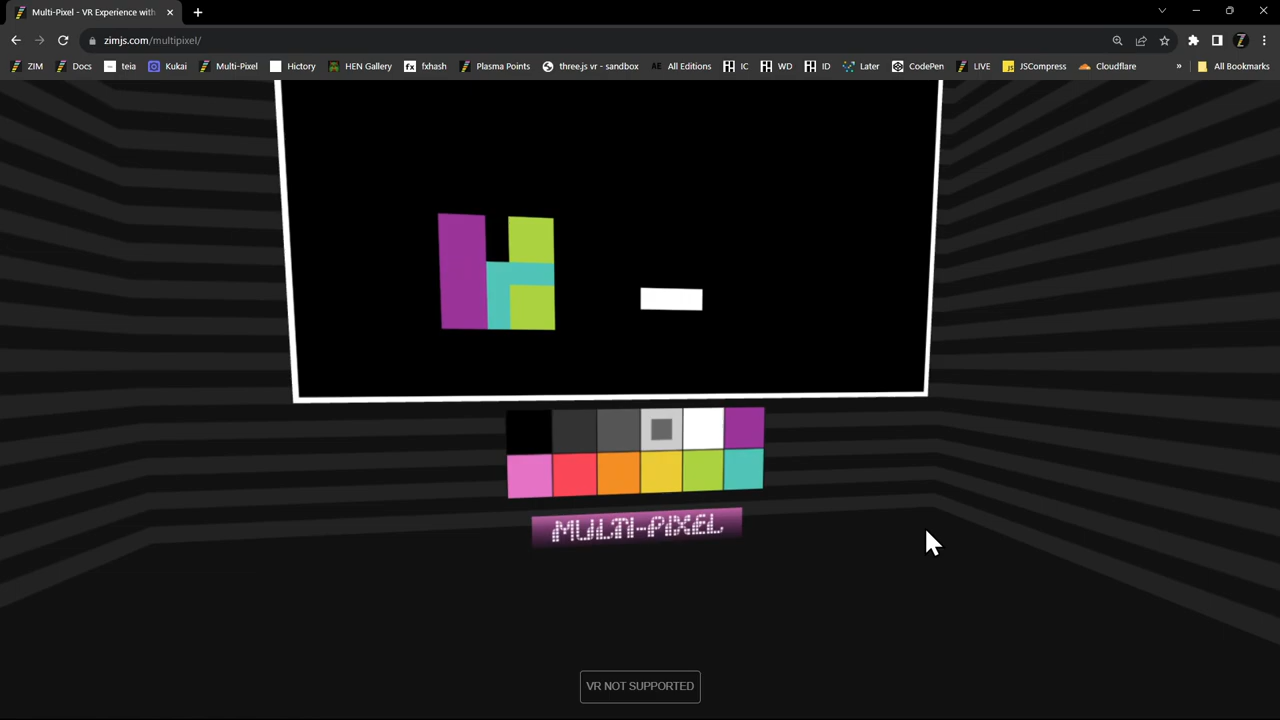 Multi-Pixel - VR Experience with
zimjs.com/multipixel/
ZIM
Docs
teia
Kukai
Multi-Pixel
Hictory
HEN Gallery
fxhash
Plasma Points
three.js vr - sandbox
AE All Editions
IC
WD
ID
Later
CodePen
LIVE
JSCompress
Cloudflare
»
All Bookmarks
MULTI-PIXEL
VR NOT SUPPORTED